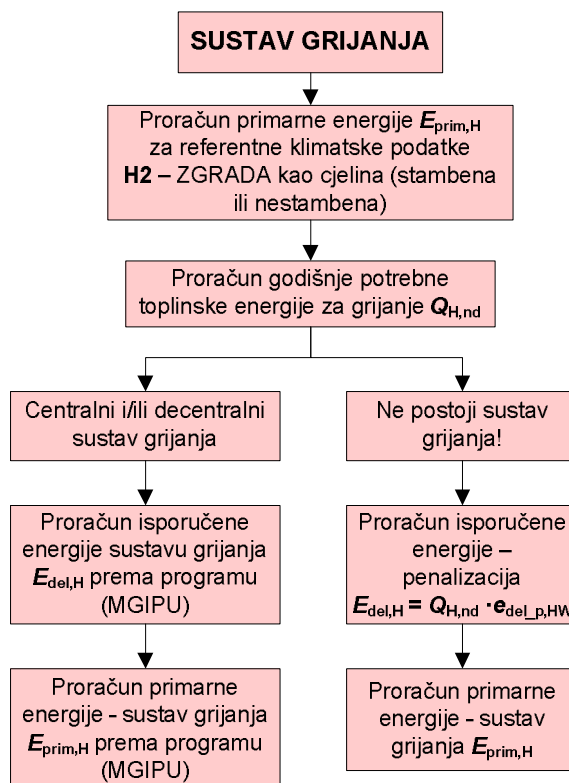 SUSTAV GRIJANJA
Proračun primarne energije Eprim,H
za referentne klimatske podatke
H2 – ZGRADA kao cjelina (stambena
ili nestambena)
Proračun godišnje potrebne
toplinske energije za grijanje QH,nd
Centralni i/ili decentralni
sustav grijanja
Ne postoji sustav
grijanja!
Proračun isporučene
energije sustavu grijanja
Edel,H prema programu
(MGIPU)
Proračun isporučene
energije –
penalizacija
Edel,H = QH,nd ·edel_p,HW
Proračun primarne
energije - sustav grijanja
Eprim,H prema programu
(MGIPU)
Proračun primarne
energije - sustav
grijanja Eprim,H